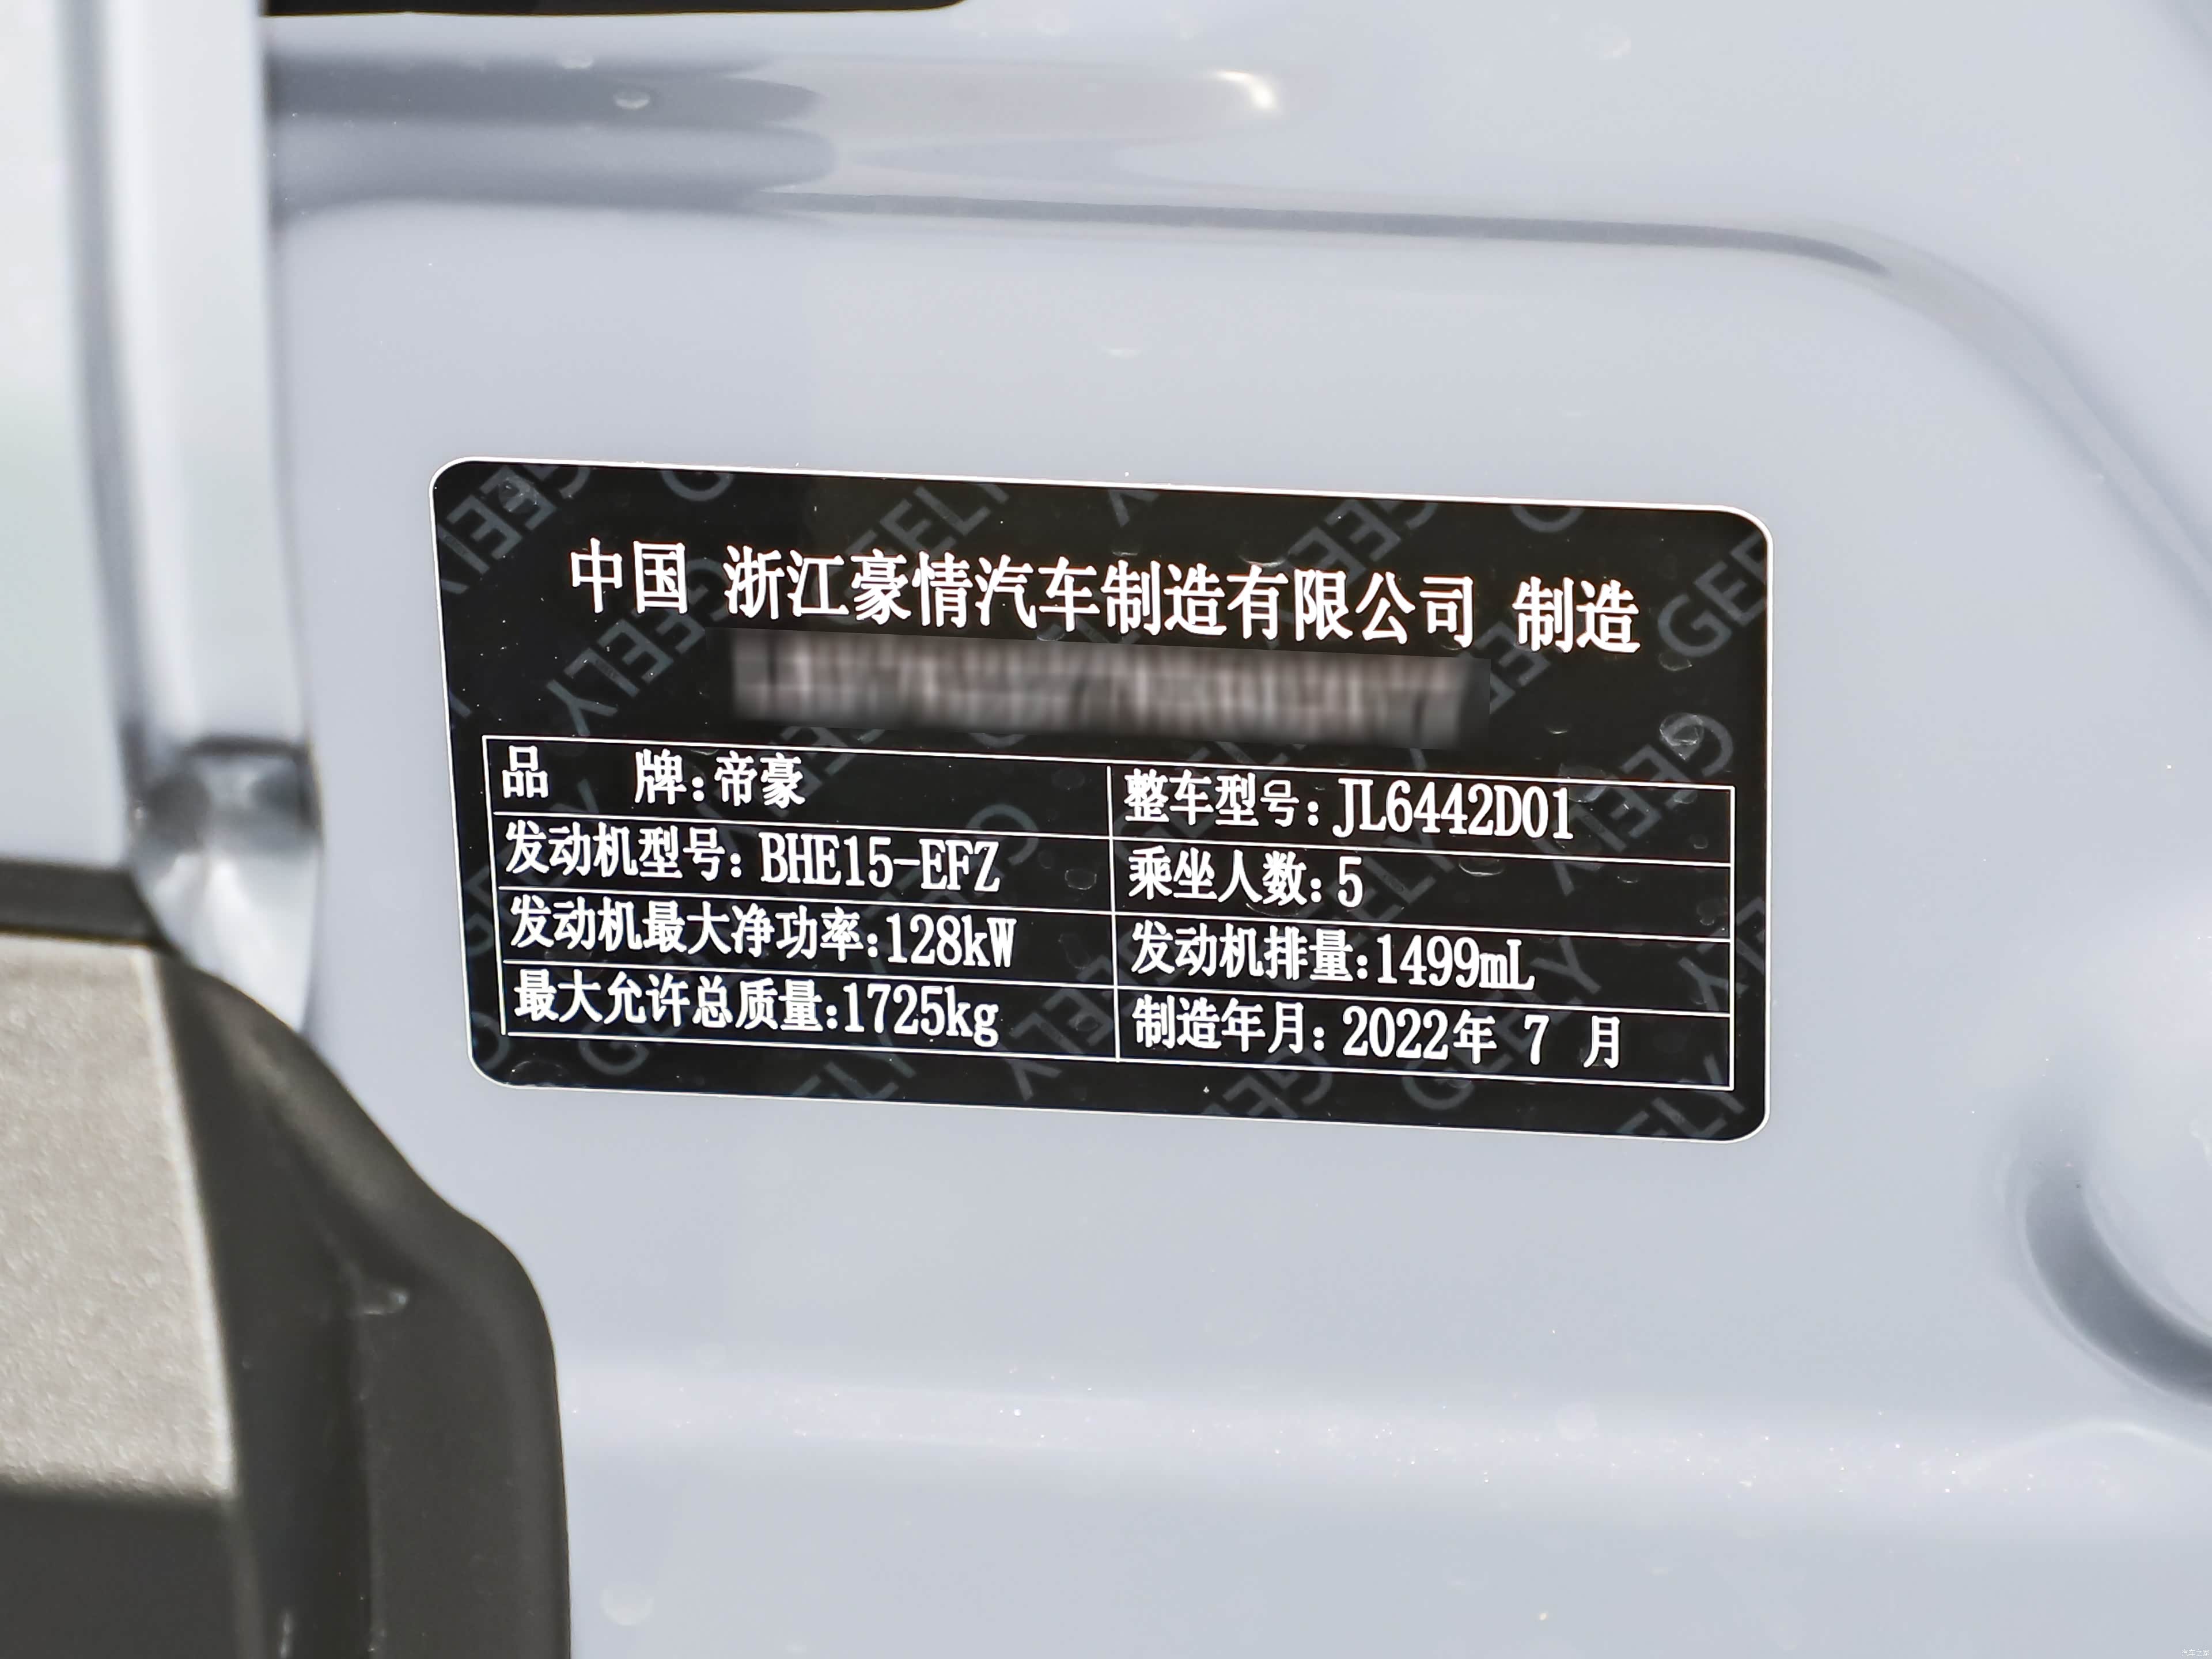 中国 浙江豪情汽车制造有限公司 制造
品 牌:帝豪 整车型号:JL6442D01
发动机型号:BHE15-EFZ 乘坐人数:5
发动机最大净功率:128kW 发动机排量:1499mL
最大允许总质量:1725kg 制造年月:2022年 7 月